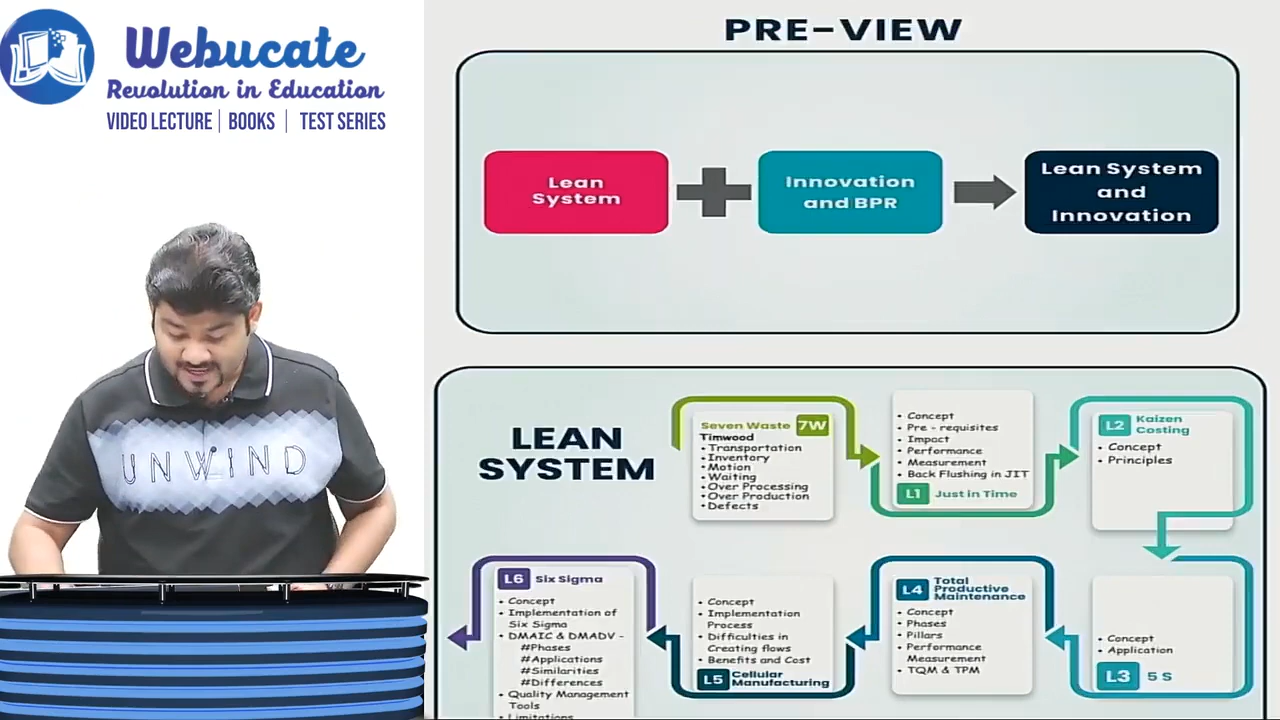 Webucate
Revolution in Education
VIDEO LECTURE | BOOKS | TEST SERIES
UNWIND
PRE-VIEW
Lean
System
Innovation
and BPR
Lean System
and
Innovation
LEAN
SYSTEM
Seven Waste 7W
Timwood
• Transportation
• Inventory
• Motion
• Waiting
• Over Processing
• Over Production
• Defects
• Concept
• Pre - requisites
• Impact
• Performance
Measurement
• Back Flushing in JIT
L1 Just in Time
L2 Kaizen
Costing
• Concept
• Principles
L6 Six Sigma
• Concept
• Implementation of
Six Sigma
• DMAIC & DMADV -
#Phases
#Applications
#Similarities
#Differences
• Quality Management
Tools
• Limitations
• Concept
• Implementation
Process
• Difficulties in
Creating flows
• Benefits and Cost
L5 Cellular
Manufacturing
L4 Total
Productive
Maintenance
• Concept
• Phases
• Pillars
• Performance
Measurement
• TQM & TPM
• Concept
• Application
L3 5 S